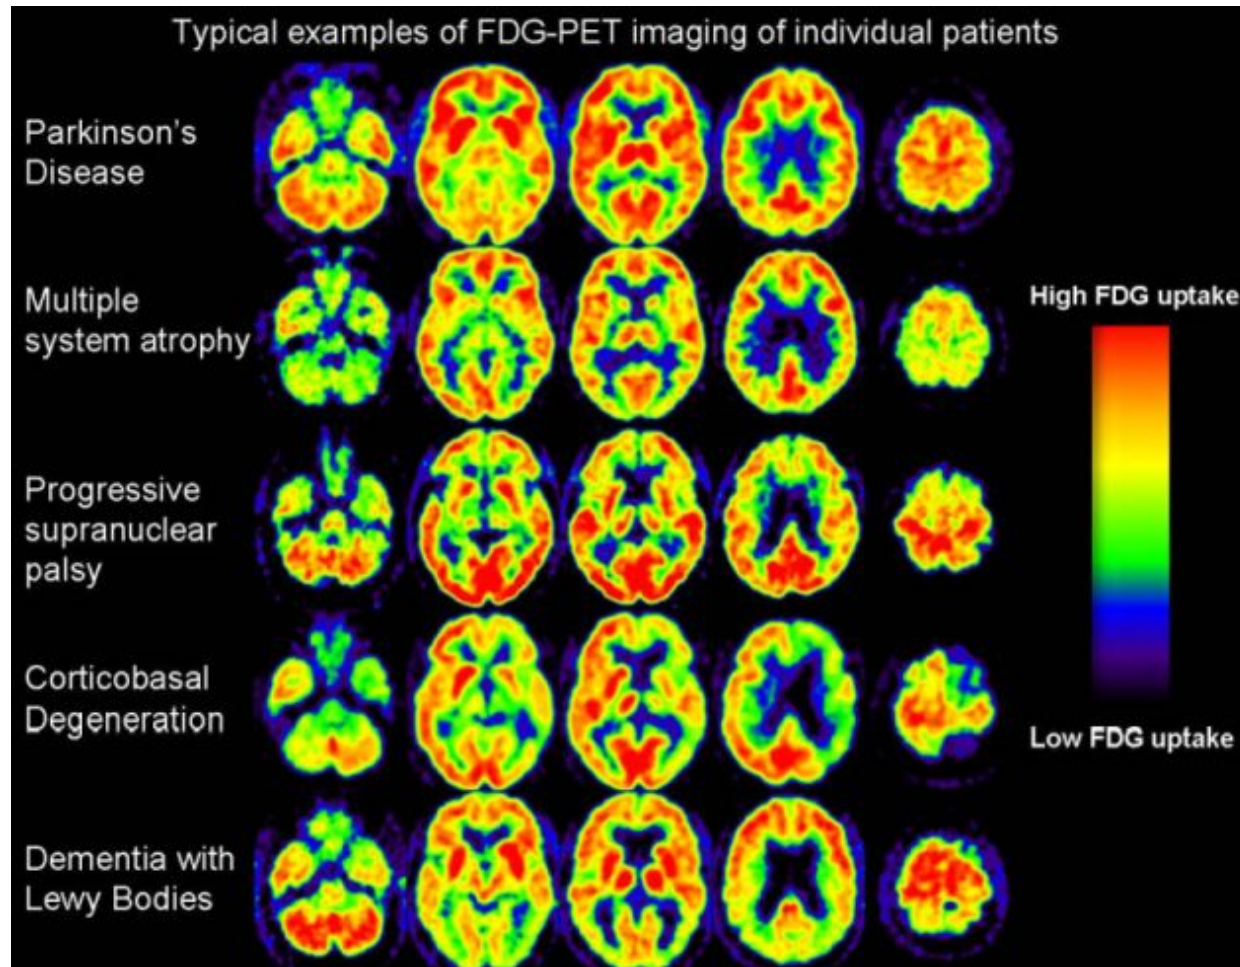 Typical examples of FDG-PET imaging of individual patients
Parkinson's
Disease
Multiple
system atrophy
High FDG uptake
Progressive
supranuclear
palsy
Corticobasal
Degeneration
Low FDG uptake
Dementia with
Lewy Bodies